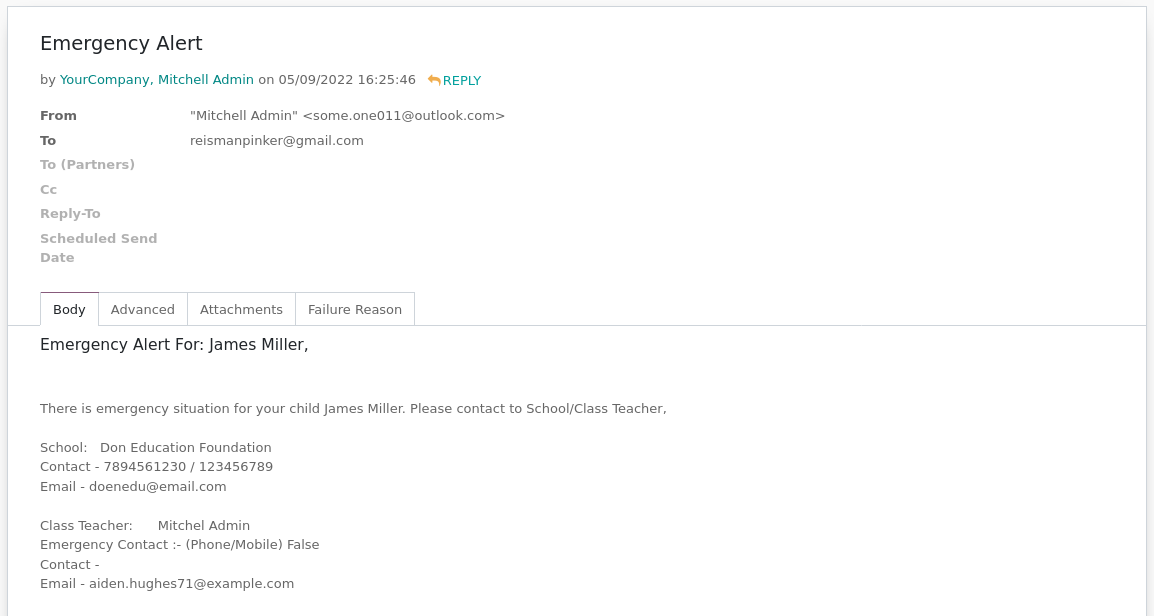 Emergency Alert
by YourCompany, Mitchell Admin on 05/09/2022 16:25:46 REPLY
From "Mitchell Admin" <some.one011@outlook.com>
To reismanpinker@gmail.com
To (Partners)
Cc
Reply-To
Scheduled Send
Date
Body Advanced Attachments Failure Reason
Emergency Alert For: James Miller,
There is emergency situation for your child James Miller. Please contact to School/Class Teacher,
School: Don Education Foundation
Contact - 7894561230 / 123456789
Email - doenedu@email.com
Class Teacher: Mitchel Admin
Emergency Contact :- (Phone/Mobile) False
Contact -
Email - aiden.hughes71@example.com